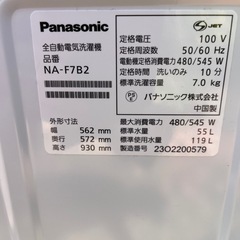 Panasonic
全自動電気洗濯機
品番
NA-F7B2
外形寸法
幅 562 mm
奥行 572 mm
高さ 930 mm
JET
定格電圧 100 V
定格周波数 50/60 Hz
電動機定格消費電力 480/545 W
定格時間 洗いのみ 10 分
標準洗濯容量 7.0 kg
PS
E
パナソニック株式会社
中国製
最大消費電力 480/545 W
標準水量 55 L
標準使用水量 119 L
製造番号 2302200579